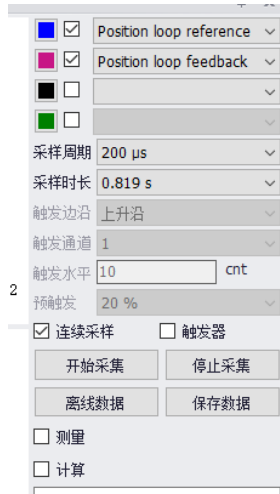 Position loop reference
Position loop feedback
采样周期 200 μs
采样时长 0.819 s
触发边沿 上升沿
触发通道 1
触发水平 10 cnt
2
预触发 20 %
连续采样 触发器
开始采集 停止采集
离线数据 保存数据
测量
计算